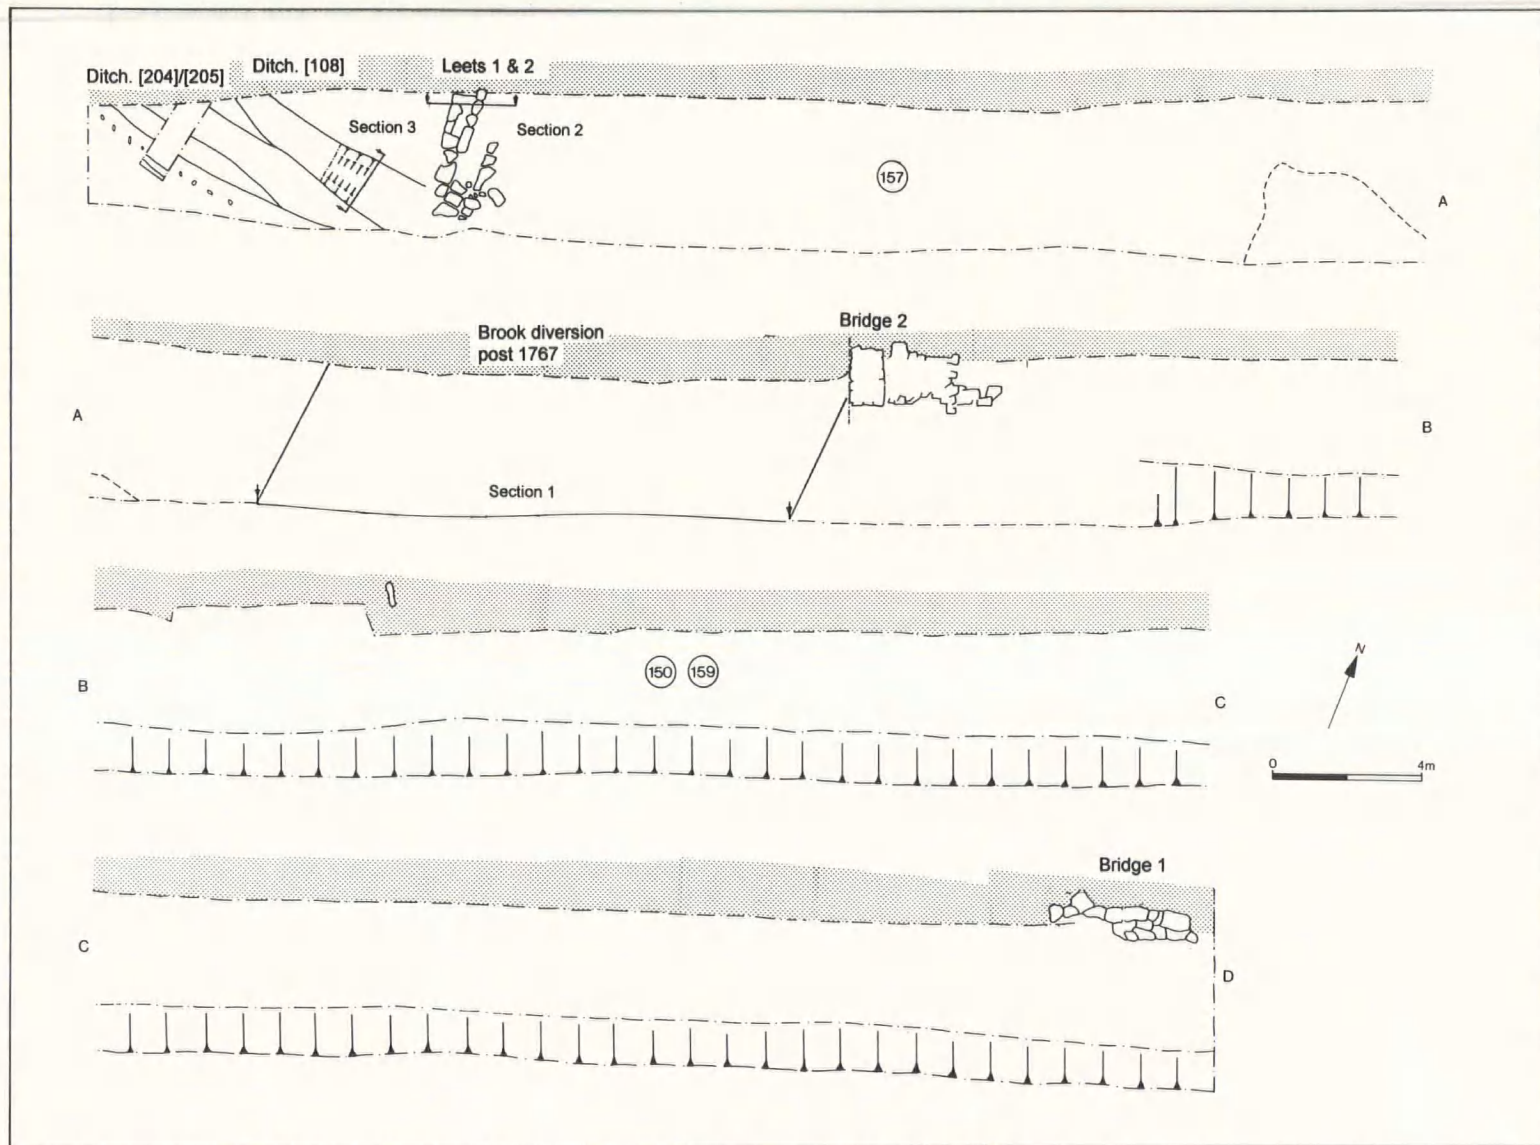 Ditch. [204]/[205]
Ditch. [108]
Leets 1 & 2
Section 3
Section 2
157
A
Brook diversion
post 1767
Bridge 2
A
B
Section 1
B
150
159
C
N
0
4m
Bridge 1
C
D